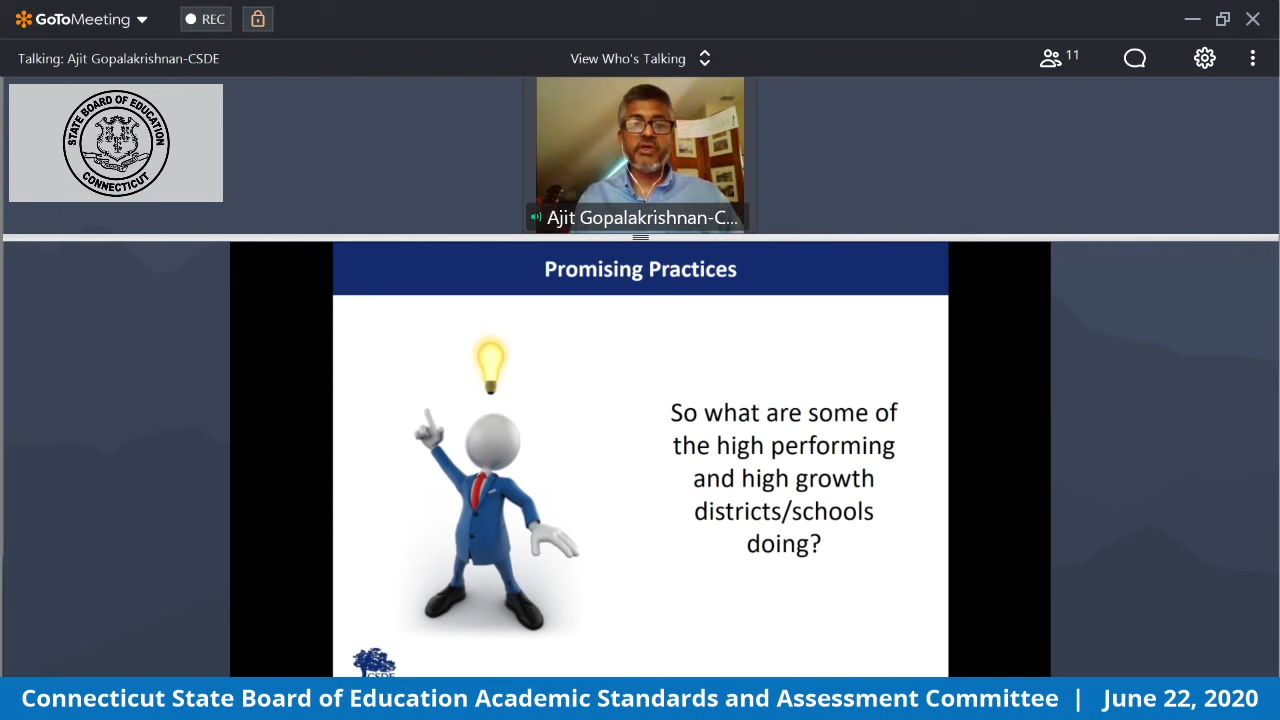 GoToMeeting
REC
Talking: Ajit Gopalakrishnan-CSDE
View Who's Talking
11
STATE BOARD OF EDUCATION
CONNECTICUT
Ajit Gopalakrishnan-C...
Promising Practices
So what are some of
the high performing
and high growth
districts/schools
doing?
CSDE
Connecticut State Board of Education Academic Standards and Assessment Committee | June 22, 2020